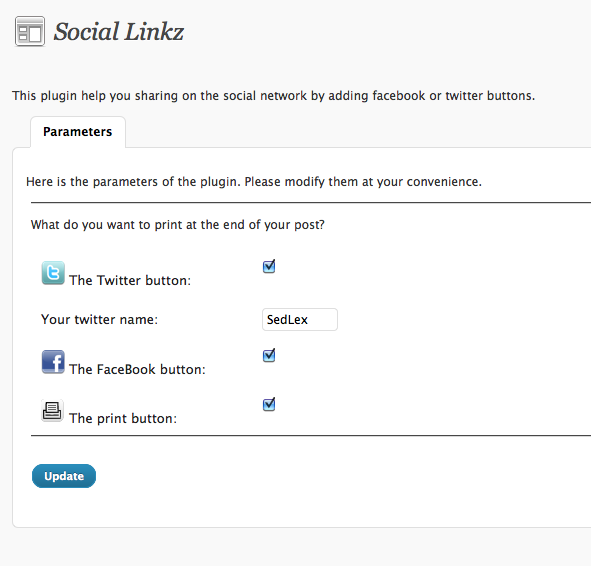 Social Linkz
This plugin help you sharing on the social network by adding facebook or twitter buttons.
Parameters
Here is the parameters of the plugin. Please modify them at your convenience.
What do you want to print at the end of your post?
The Twitter button:
Your twitter name: SedLex
The FaceBook button:
The print button:
Update